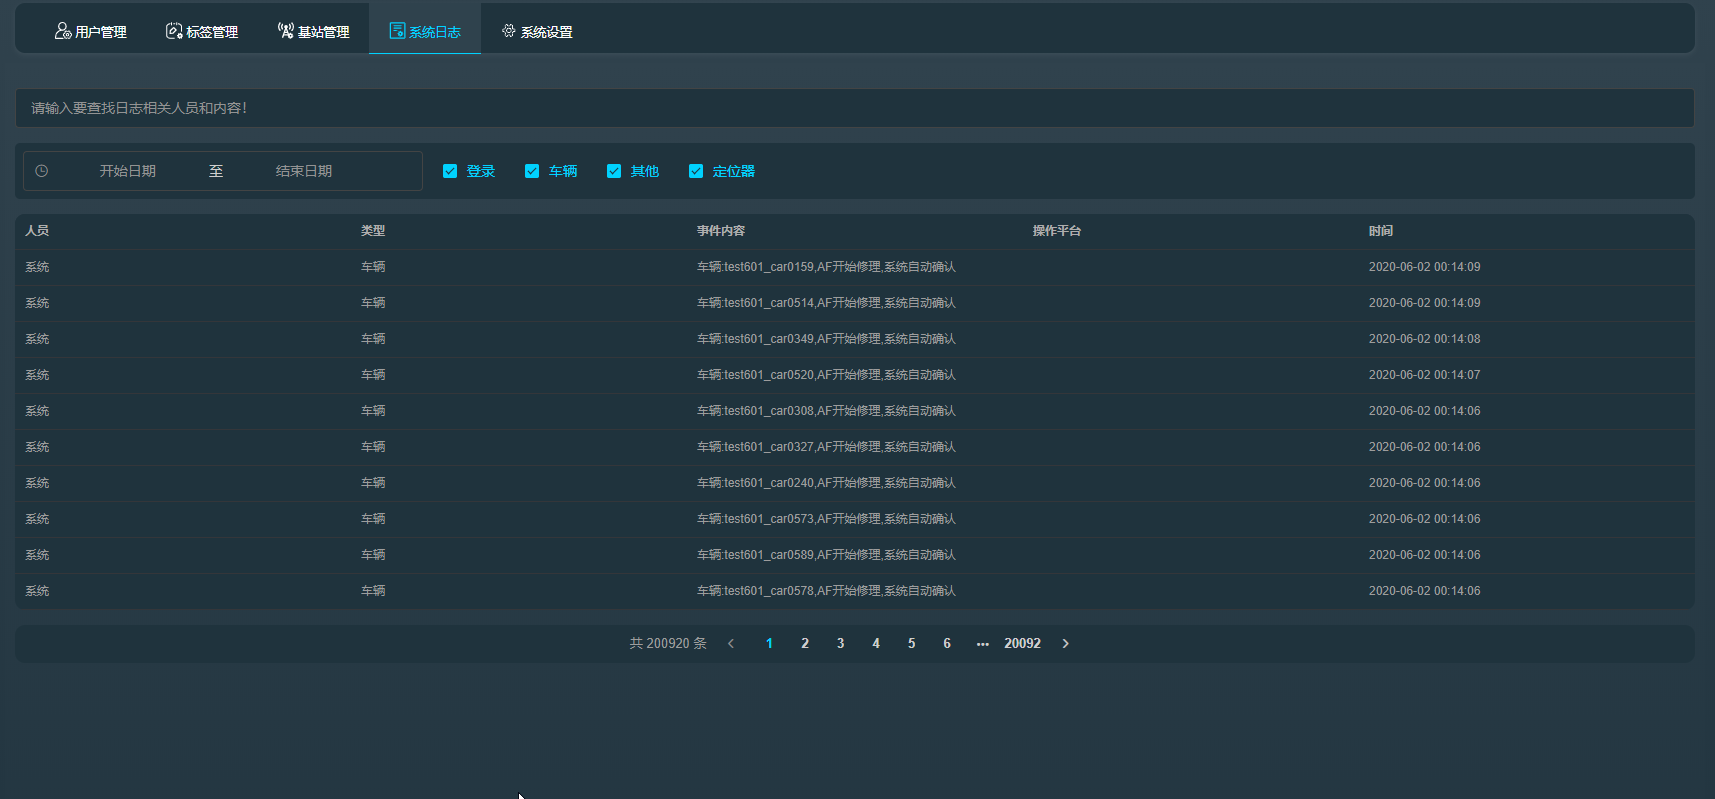 用户管理 标签管理 基站管理 系统日志 系统设置
请输入要查找日志相关人员和内容!
开始日期 至 结束日期 登录 车辆 其他 定位器
人员 类型 事件内容 操作平台 时间
系统 车辆 车辆:test601_car0159,AF开始修理,系统自动确认 2020-06-02 00:14:09
系统 车辆 车辆:test601_car0514,AF开始修理,系统自动确认 2020-06-02 00:14:09
系统 车辆 车辆:test601_car0349,AF开始修理,系统自动确认 2020-06-02 00:14:08
系统 车辆 车辆:test601_car0520,AF开始修理,系统自动确认 2020-06-02 00:14:07
系统 车辆 车辆:test601_car0308,AF开始修理,系统自动确认 2020-06-02 00:14:06
系统 车辆 车辆:test601_car0327,AF开始修理,系统自动确认 2020-06-02 00:14:06
系统 车辆 车辆:test601_car0240,AF开始修理,系统自动确认 2020-06-02 00:14:06
系统 车辆 车辆:test601_car0573,AF开始修理,系统自动确认 2020-06-02 00:14:06
系统 车辆 车辆:test601_car0589,AF开始修理,系统自动确认 2020-06-02 00:14:06
系统 车辆 车辆:test601_car0578,AF开始修理,系统自动确认 2020-06-02 00:14:06
共 200920 条 < 1 2 3 4 5 6 ··· 20092 >